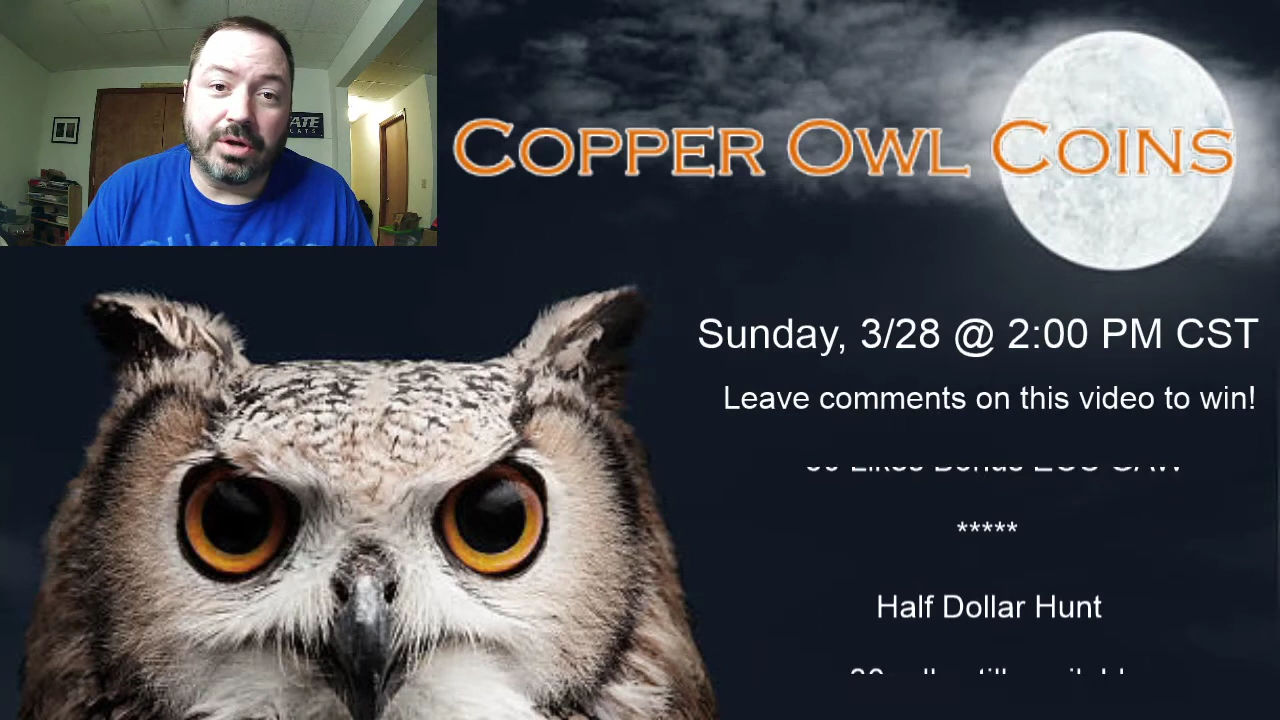 COPPER OWL COINS
Sunday, 3/28 @ 2:00 PM CST
Leave comments on this video to win!
*****
Half Dollar Hunt